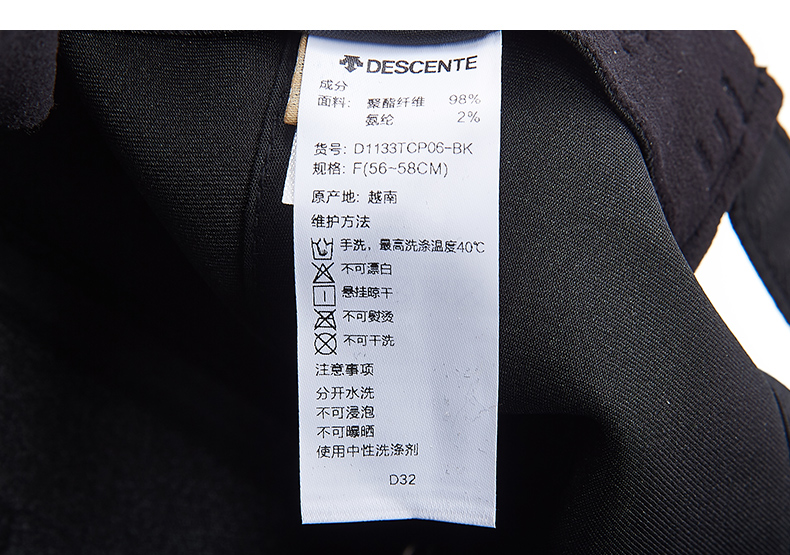 DESCENTE
成分
面料: 聚酯纤维 98%
氨纶 2%
货号: D1133TCP06-BK
规格: F(56~58CM)
原产地: 越南
维护方法
手洗，最高洗涤温度40℃
不可漂白
悬挂晾干
不可熨烫
不可干洗
注意事项
分开水洗
不可浸泡
不可曝晒
使用中性洗涤剂
D32